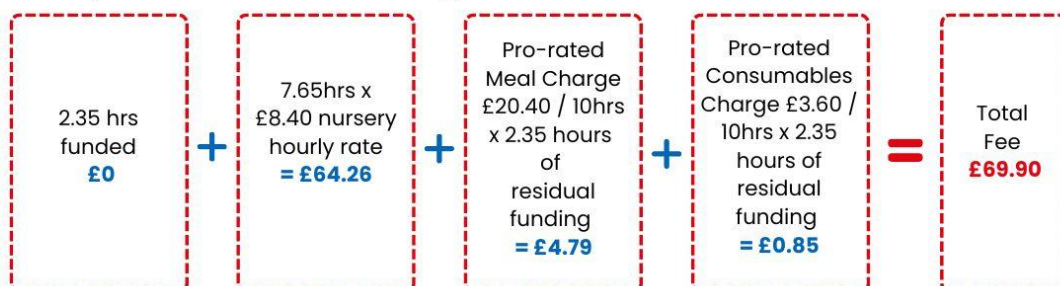 2.35 hrs
funded
£0
+
7.65hrs x
£8.40 nursery
hourly rate
= £64.26
+
Pro-rated
Meal Charge
£20.40 / 10hrs
x 2.35 hours
of
residual
funding
= £4.79
+
Pro-rated
Consumables
Charge £3.60 /
10hrs x 2.35
hours of
residual
funding
= £0.85
=
Total
Fee
£69.90